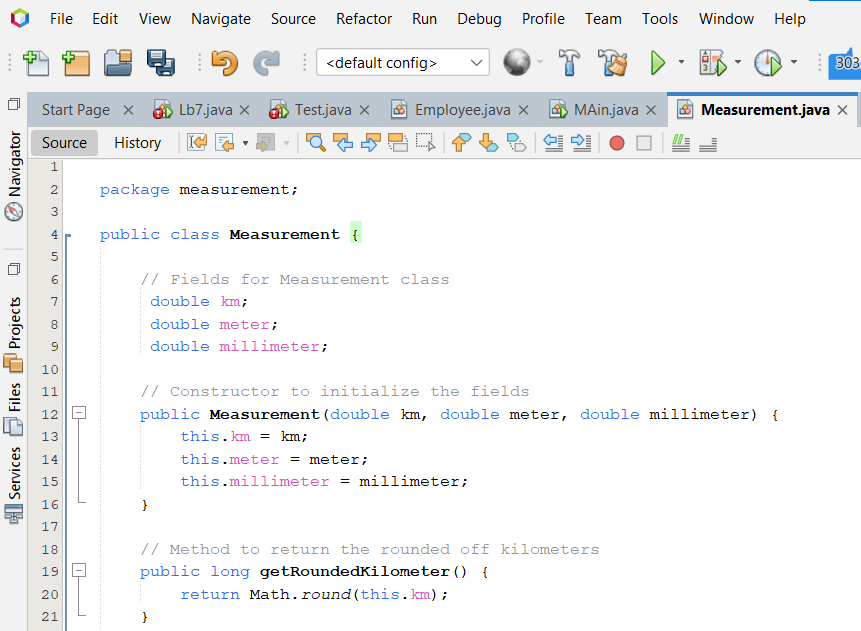 File Edit View Navigate Source Refactor Run Debug Profile Team Tools Window Help
<default config>
Start Page Lb7.java Test.java Employee.java MAin.java Measurement.java
Source History
Navigator
Projects
Files
Services
1
2 package measurement;
3
4 public class Measurement {
5
6 // Fields for Measurement class
7 double km;
8 double meter;
9 double millimeter;
10
11 // Constructor to initialize the fields
12 public Measurement(double km, double meter, double millimeter) {
13 this.km = km;
14 this.meter = meter;
15 this.millimeter = millimeter;
16 }
17
18 // Method to return the rounded off kilometers
19 public long getRoundedKilometer() {
20 return Math.round(this.km);
21 }